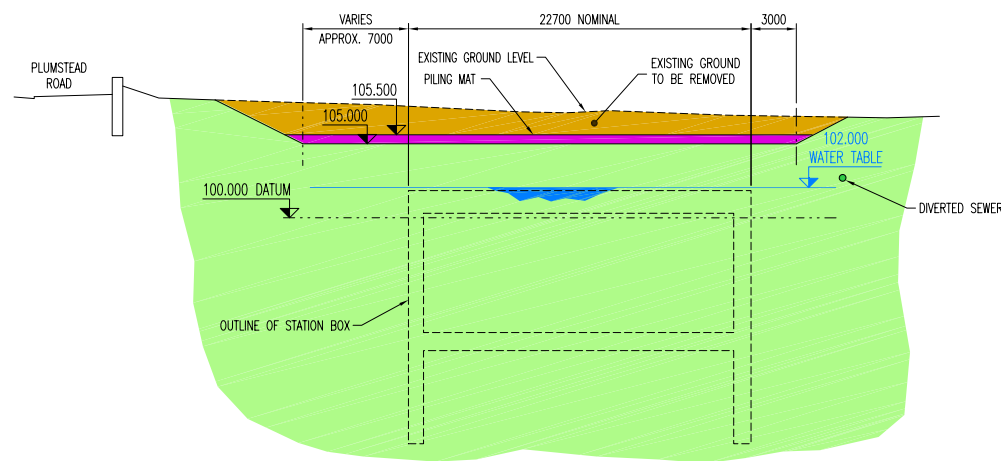 VARIES
APPROX. 7000
22700 NOMINAL
3000
PLUMSTEAD
ROAD
EXISTING GROUND LEVEL
PILING MAT
EXISTING GROUND
TO BE REMOVED
105.500
105.000
102.000
WATER TABLE
100.000 DATUM
DIVERTED SEWER
OUTLINE OF STATION BOX